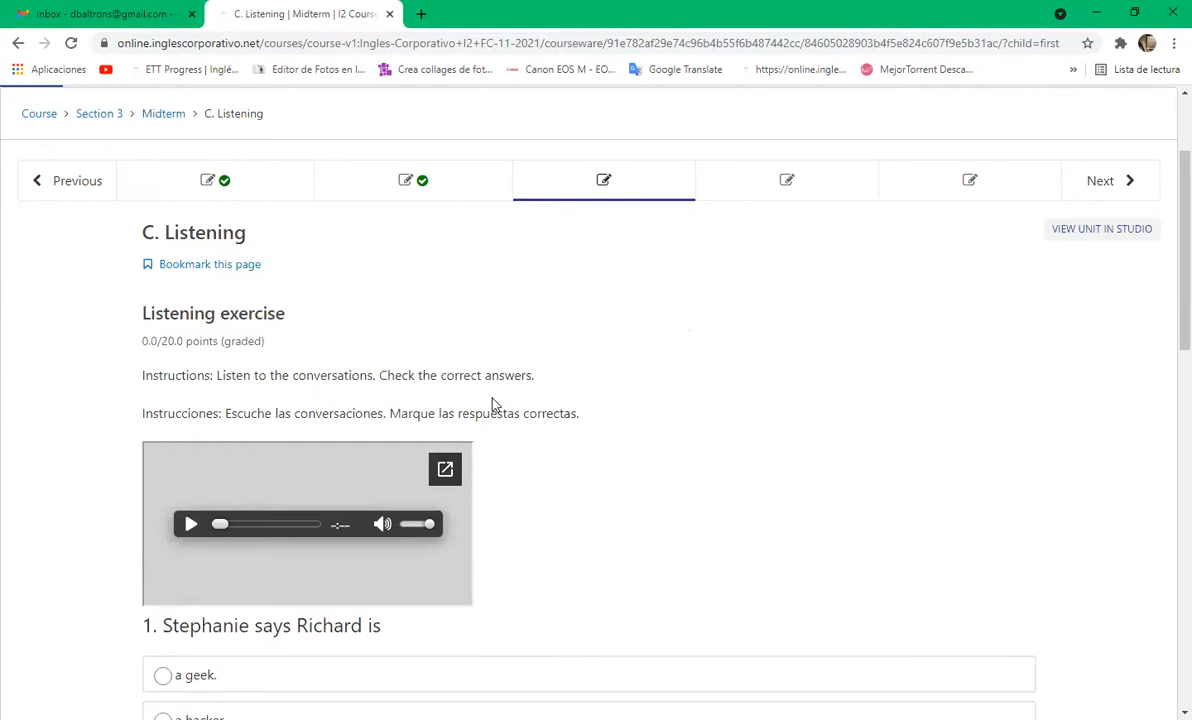 Inbox - dbaltrons@gmail.com -
C. Listening | Midterm | I2 Cours
online.inglescorporativo.net/courses/course-v1:Ingles-Corporativo+I2+FC-11-2021/courseware/91e782af29e74c96b4b55f6b487442cc/84605028903b4f5e824c607f9e5b31ac/?child=first
Aplicaciones
ETT Progress | Inglé...
Editor de Fotos en l...
Crea collages de fot...
Canon EOS M - EO...
Google Translate
https://online.ingle...
MejorTorrent Desca...
»
Lista de lectura
Course > Section 3 > Midterm > C. Listening
Previous
Next
C. Listening
VIEW UNIT IN STUDIO
Bookmark this page
Listening exercise
0.0/20.0 points (graded)
Instructions: Listen to the conversations. Check the correct answers.
Instrucciones: Escuche las conversaciones. Marque las respuestas correctas.
-:--
1. Stephanie says Richard is
a geek.
a hacker